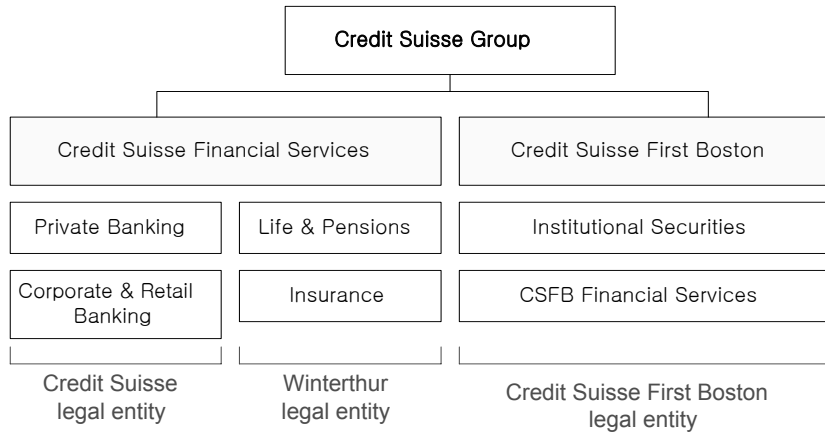 Credit Suisse Group
Credit Suisse Financial Services
Credit Suisse First Boston
Private Banking
Life & Pensions
Institutional Securities
Corporate & Retail
Banking
Insurance
CSFB Financial Services
Credit Suisse
legal entity
Winterthur
legal entity
Credit Suisse First Boston
legal entity